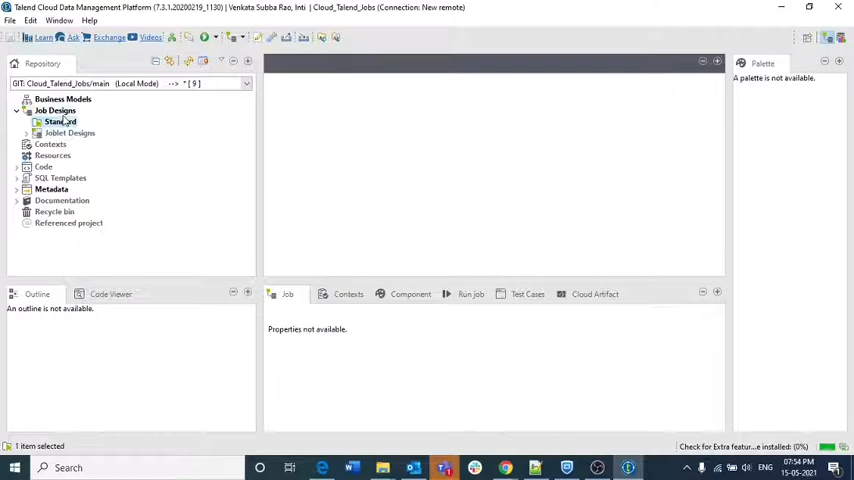 Talend Cloud Data Management Platform (7.3.1.20200219_1130) | Venkata Subba Rao, Inti | Cloud_Talend_Jobs (Connection: New remote)
File Edit Window Help
Learn Ask Exchange Videos
Repository
Palette
GIT: Cloud_Talend_Jobs/main (Local Mode) --> * [ 9 ]
A palette is not available.
Business Models
Job Designs
Standard
Joblet Designs
Contexts
Resources
Code
SQL Templates
Metadata
Documentation
Recycle bin
Referenced project
Outline Code Viewer
Job Contexts Component Run job Test Cases Cloud Artifact
An outline is not available.
Properties not available.
1 item selected
Check for Extra featur...e installed: (0%)
Search
ENG
07:54 PM
15-05-2021